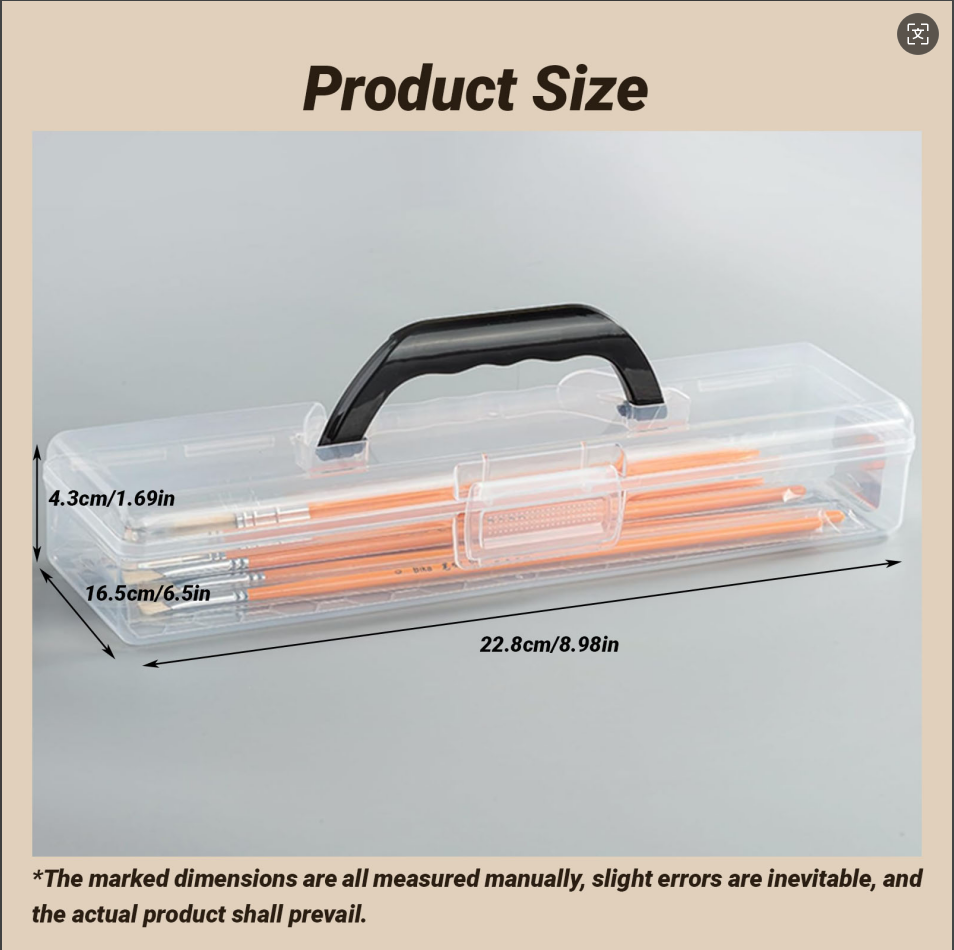 Product Size
4.3cm/1.69in
16.5cm/6.5in
22.8cm/8.98in
*The marked dimensions are all measured manually, slight errors are inevitable, and
the actual product shall prevail.